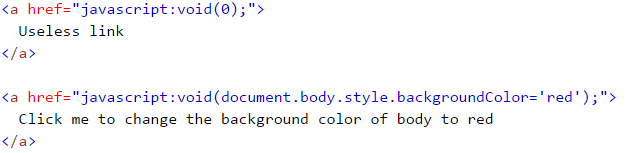 <a href="javascript:void(0);">
Useless link
</a>
<a href="javascript:void(document.body.style.backgroundColor='red');">
Click me to change the background color of body to red
</a>